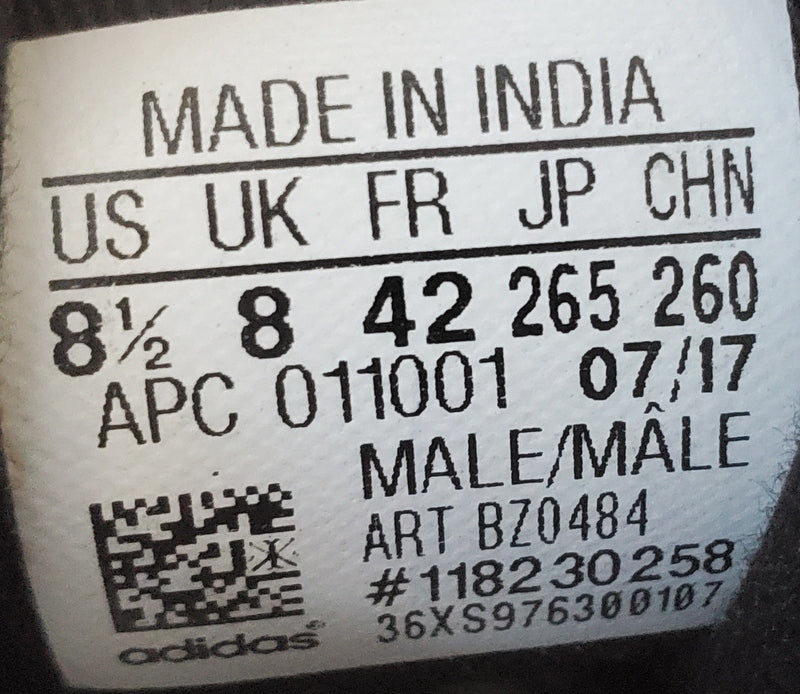 MADE IN INDIA
US UK FR JP CHN
8½ 8 42 265 260
APC 011001 07/17
MALE/MÂLE
ART BZ0484
#118230258
36XS976300107
adidas®